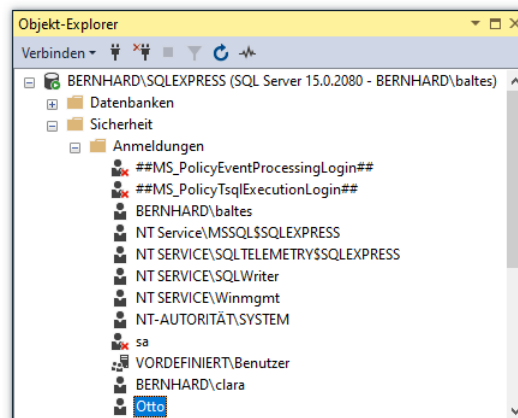 Objekt-Explorer
Verbinden
BERNHARD\SQLEXPRESS (SQL Server 15.0.2080 - BERNHARD\baltes)
Datenbanken
Sicherheit
Anmeldungen
##MS_PolicyEventProcessingLogin##
##MS_PolicyTsqlExecutionLogin##
BERNHARD\baltes
NT Service\MSSQL$SQLEXPRESS
NT SERVICE\SQLTELEMETRY$SQLEXPRESS
NT SERVICE\SQLWriter
NT SERVICE\Winmgmt
NT-AUTORITÄT\SYSTEM
sa
VORDEFINIERT\Benutzer
BERNHARD\clara
Otto